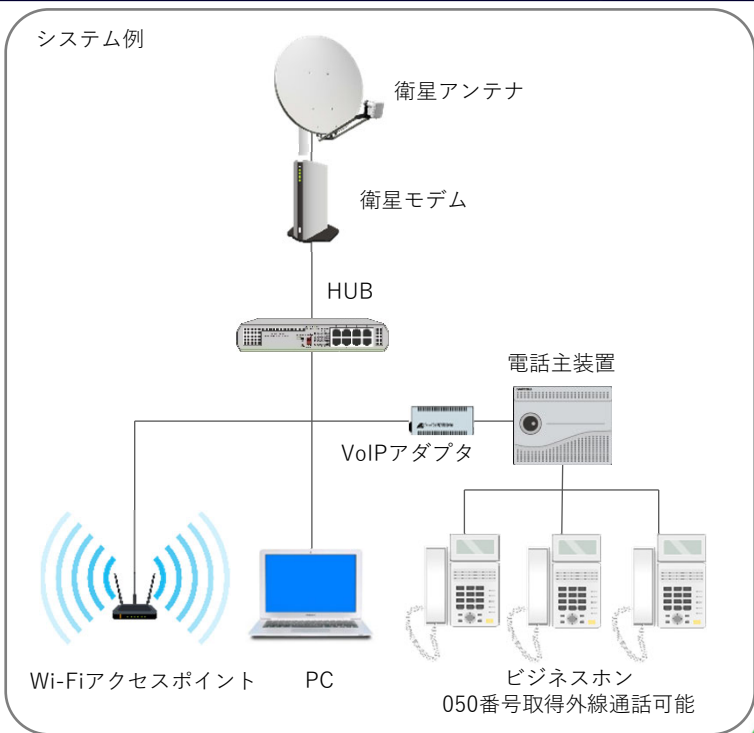 システム例
衛星アンテナ
衛星モデム
HUB
電話主装置
VoIPアダプタ
Wi-Fiアクセスポイント
PC
ビジネスホン
050番号取得外線通話可能